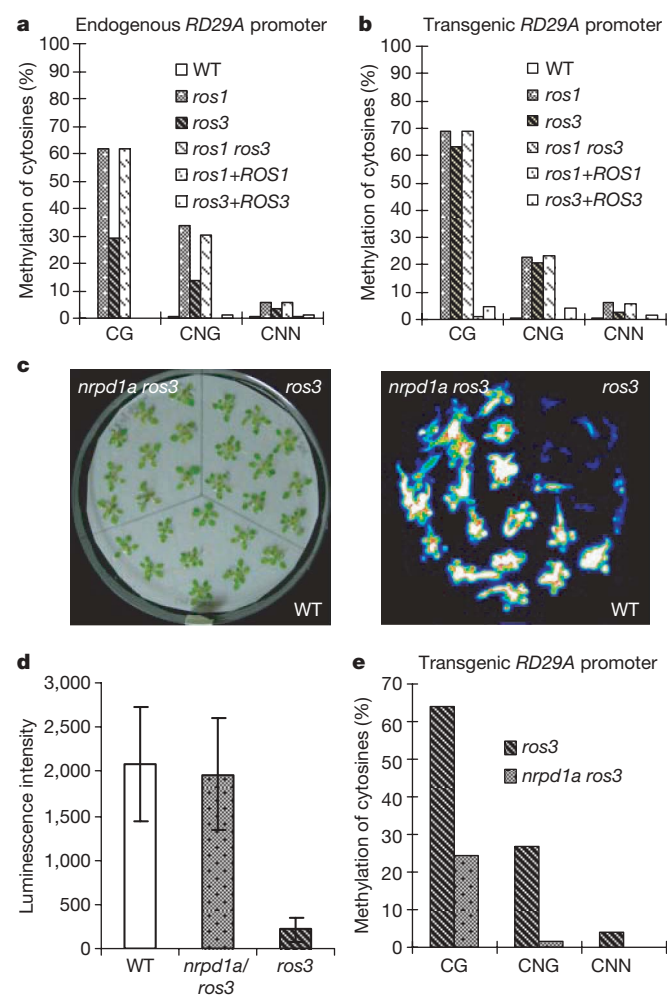 a Endogenous RD29A promoter
Methylation of cytosines (%)
100
90
80
70
60
50
40
30
20
10
0
WT
ros1
ros3
ros1 ros3
ros1+ROS1
ros3+ROS3
CG CNG CNN
b Transgenic RD29A promoter
Methylation of cytosines (%)
100
90
80
70
60
50
40
30
20
10
0
WT
ros1
ros3
ros1 ros3
ros1+ROS1
ros3+ROS3
CG CNG CNN
c
nrpd1a ros3 ros3
WT
nrpd1a ros3 ros3
WT
d
Luminescence intensity
3,000
2,500
2,000
1,500
1,000
500
0
WT nrpd1a/ ros3
ros3
e Transgenic RD29A promoter
Methylation of cytosines (%)
70
60
50
40
30
20
10
0
ros3
nrpd1a ros3
CG CNG CNN